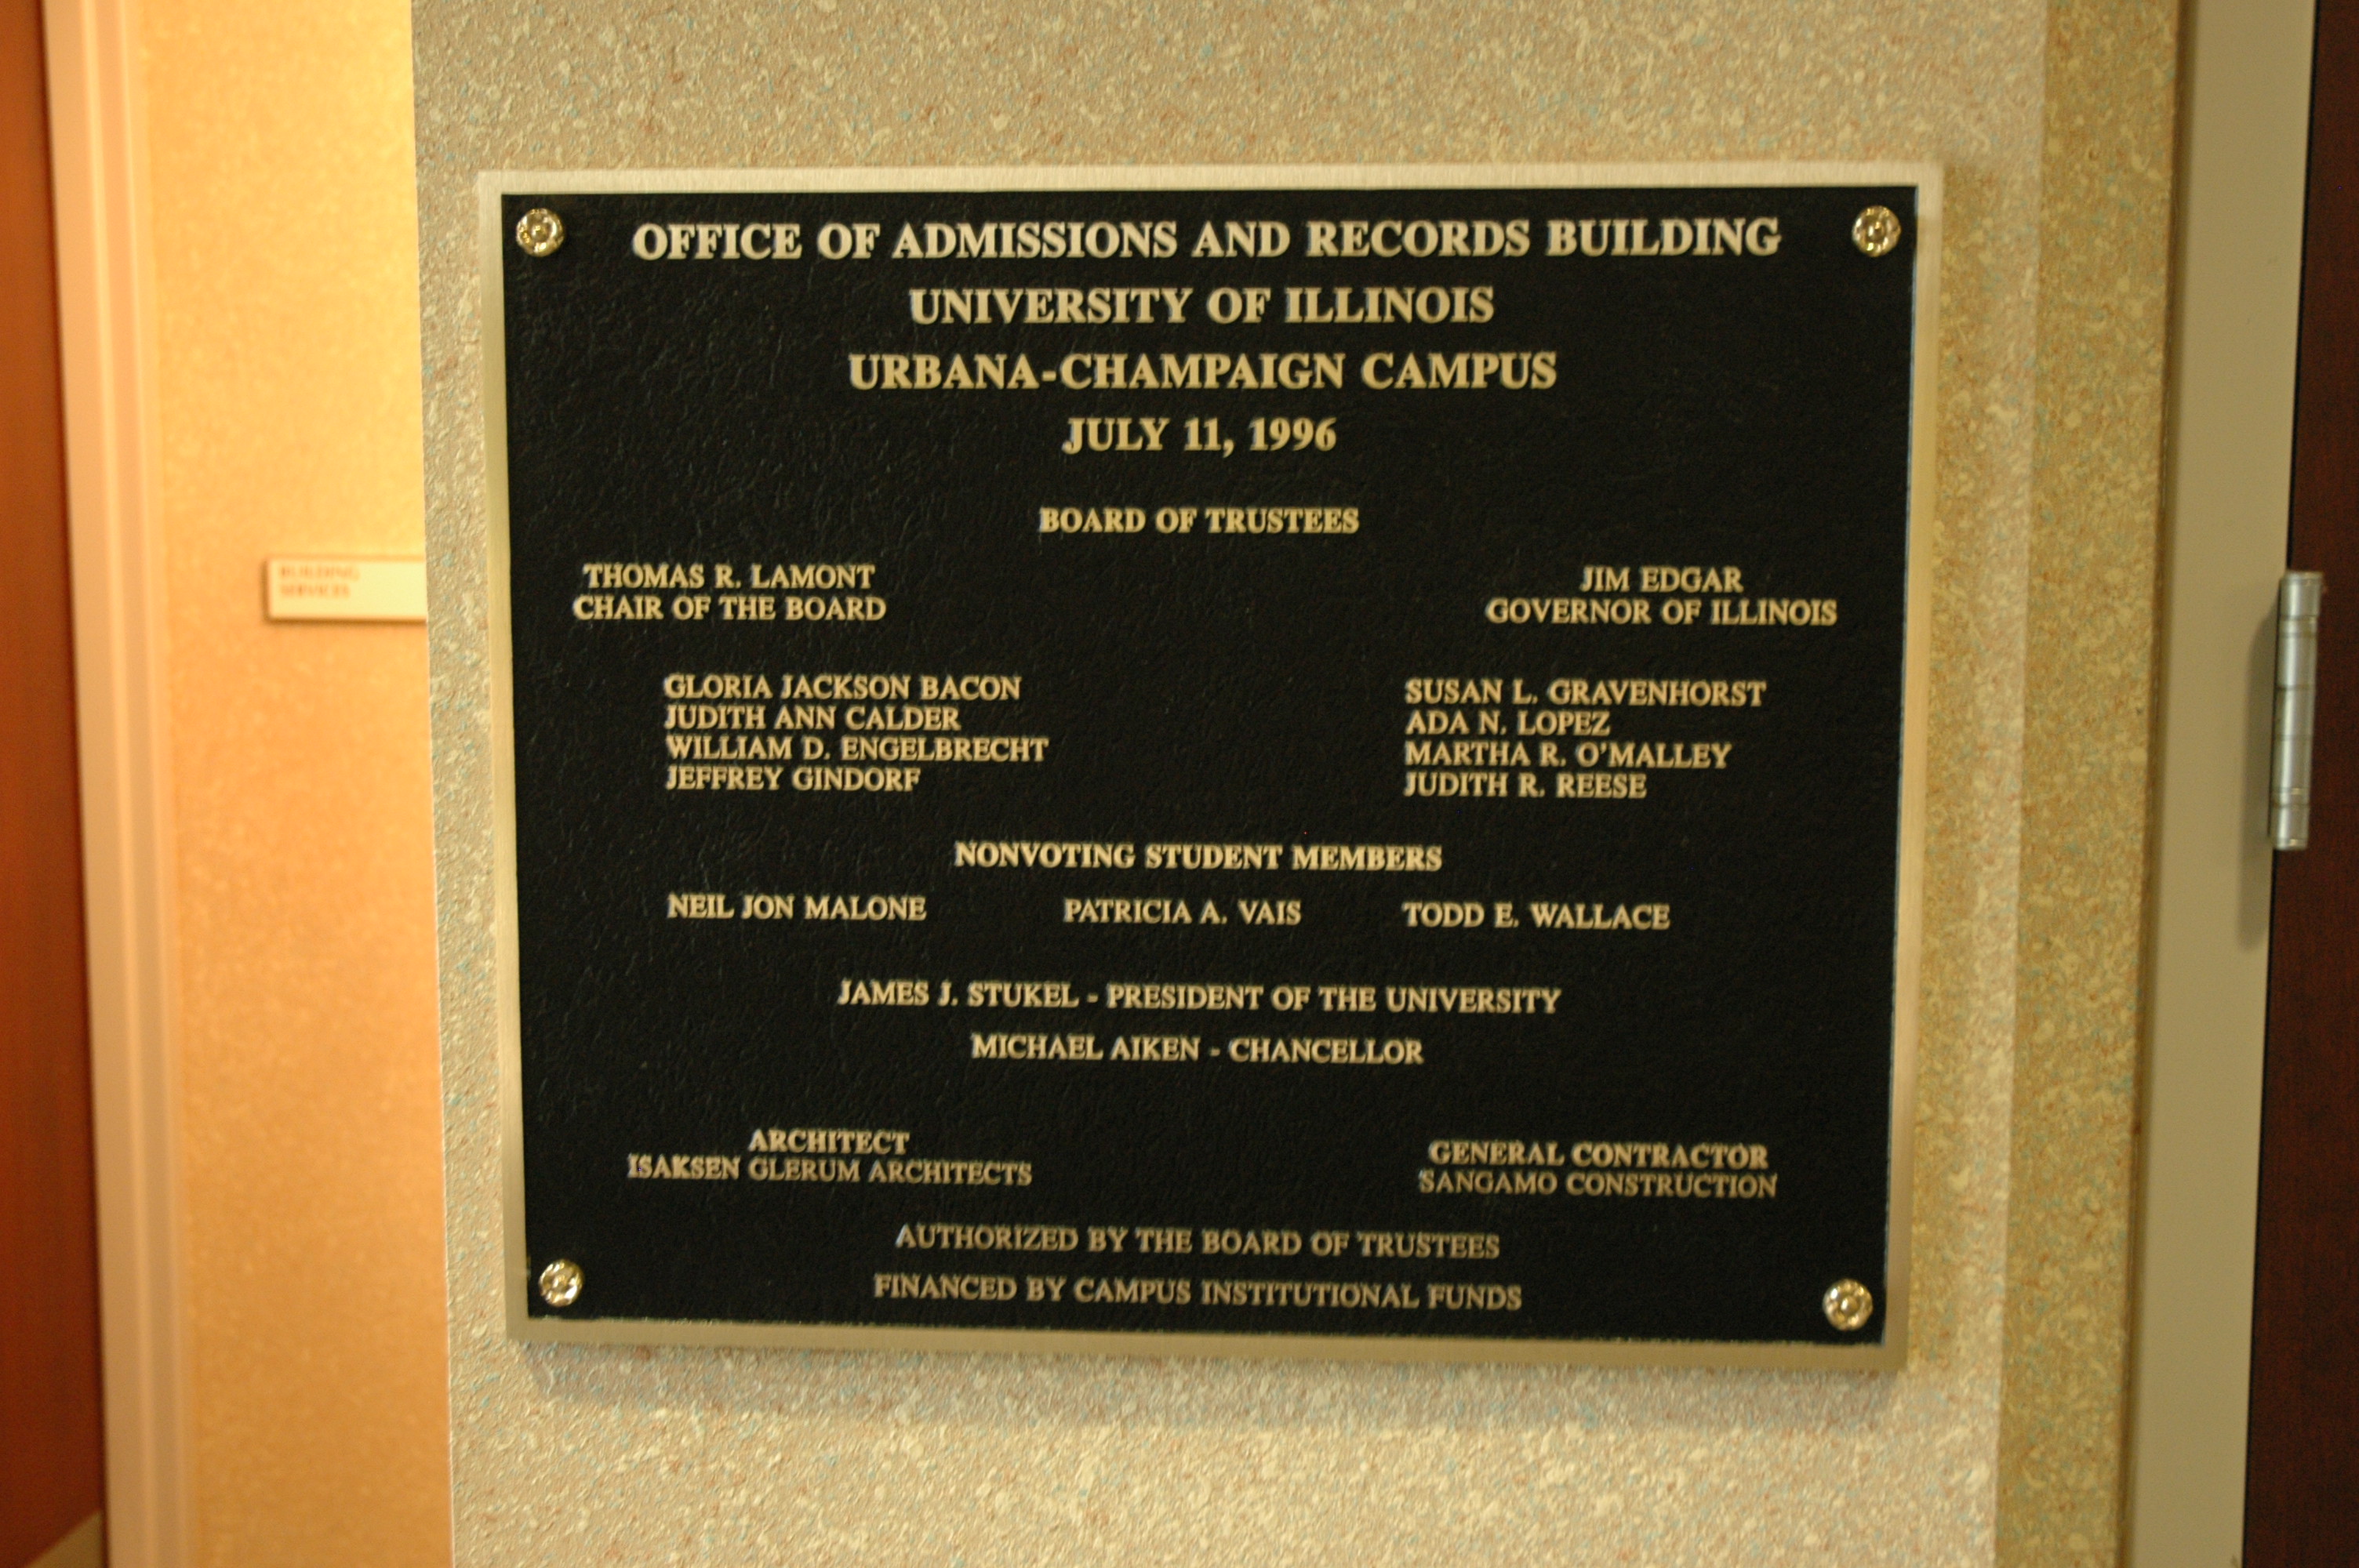 OFFICE OF ADMISSIONS AND RECORDS BUILDING
UNIVERSITY OF ILLINOIS
URBANA-CHAMPAIGN CAMPUS
JULY 11, 1996
BOARD OF TRUSTEES
THOMAS R. LAMONT
CHAIR OF THE BOARD
JIM EDGAR
GOVERNOR OF ILLINOIS
GLORIA JACKSON BACON
JUDITH ANN CALDER
WILLIAM D. ENGELBRECHT
JEFFREY GINDORF
SUSAN L. GRAVENHORST
ADA N. LOPEZ
MARTHA R. O'MALLEY
JUDITH R. REESE
NONVOTING STUDENT MEMBERS
NEIL JON MALONE PATRICIA A. VAIS TODD E. WALLACE
JAMES J. STUKEL - PRESIDENT OF THE UNIVERSITY
MICHAEL AIKEN - CHANCELLOR
ARCHITECT
ISAKSEN GLERUM ARCHITECTS
GENERAL CONTRACTOR
SANGAMO CONSTRUCTION
AUTHORIZED BY THE BOARD OF TRUSTEES
FINANCED BY CAMPUS INSTITUTIONAL FUNDS
BUILDING
SERVICES